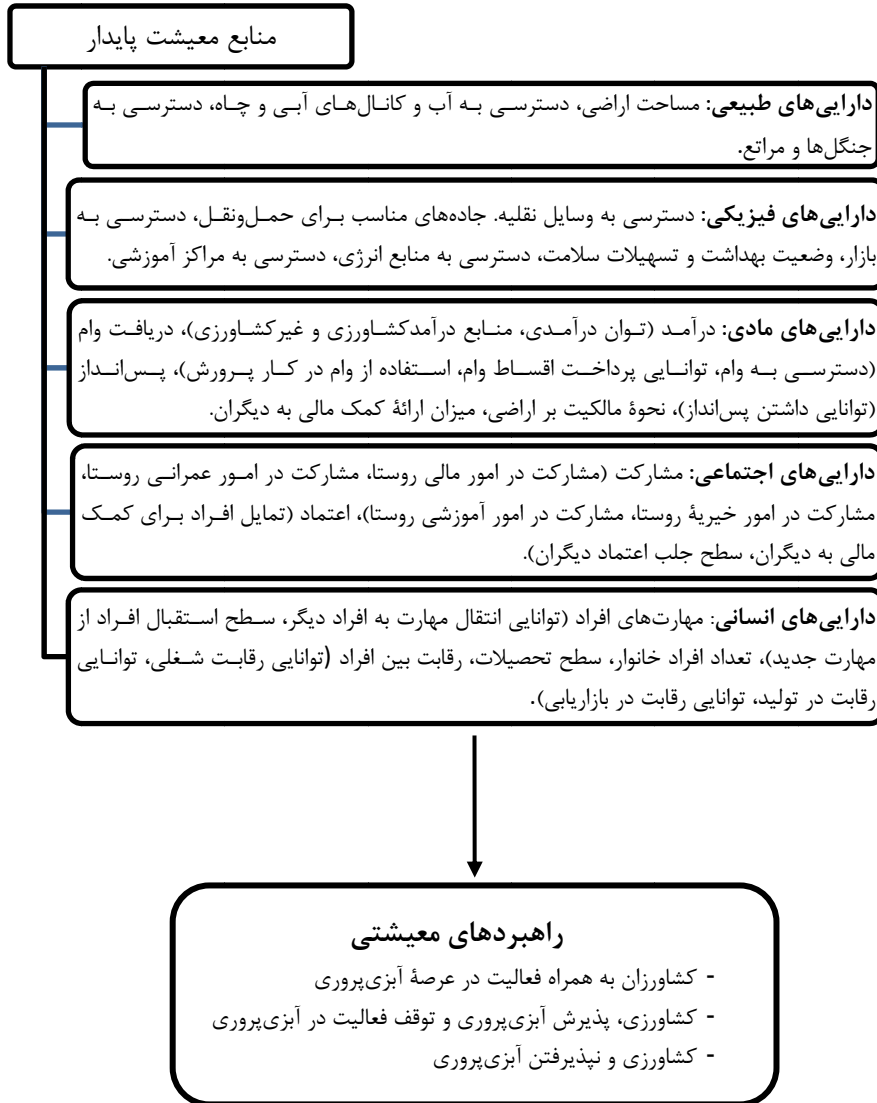 منابع معیشت پایدار
دارایی‌های طبیعی: مساحت اراضی، دسترسی به آب و کانال‌های آبی و چاه، دسترسی به
جنگل‌ها و مراتع.
دارایی‌های فیزیکی: دسترسی به وسایل نقلیه. جاده‌های مناسب برای حمل‌ونقل، دسترسی به
بازار، وضعیت بهداشت و تسهیلات سلامت، دسترسی به منابع انرژی، دسترسی به مراکز آموزشی.
دارایی‌های مادی: درآمد (توان درآمدی، منابع درآمدکشاورزی و غیرکشاورزی)، دریافت وام
(دسترسی به وام، توانایی پرداخت اقساط وام، استفاده از وام در کار پرورش)، پس‌انداز
(توانایی داشتن پس‌انداز)، نحوۀ مالکیت بر اراضی، میزان ارائۀ کمک مالی به دیگران.
دارایی‌های اجتماعی: مشارکت (مشارکت در امور مالی روستا، مشارکت در امور عمرانی روستا،
مشارکت در امور خیریۀ روستا، مشارکت در امور آموزشی روستا)، اعتماد (تمایل افراد برای کمک
مالی به دیگران، سطح جلب اعتماد دیگران).
دارایی‌های انسانی: مهارت‌های افراد (توانایی انتقال مهارت به افراد دیگر، سطح استقبال افراد از
مهارت جدید)، تعداد افراد خانوار، سطح تحصیلات، رقابت بین افراد (توانایی رقابت شغلی، توانایی
رقابت در تولید، توانایی رقابت در بازاریابی).
راهبردهای معیشتی
- کشاورزان به همراه فعالیت در عرصۀ آبزی‌پروری
- کشاورزی، پذیرش آبزی‌پروری و توقف فعالیت در آبزی‌پروری
- کشاورزی و نپذیرفتن آبزی‌پروری